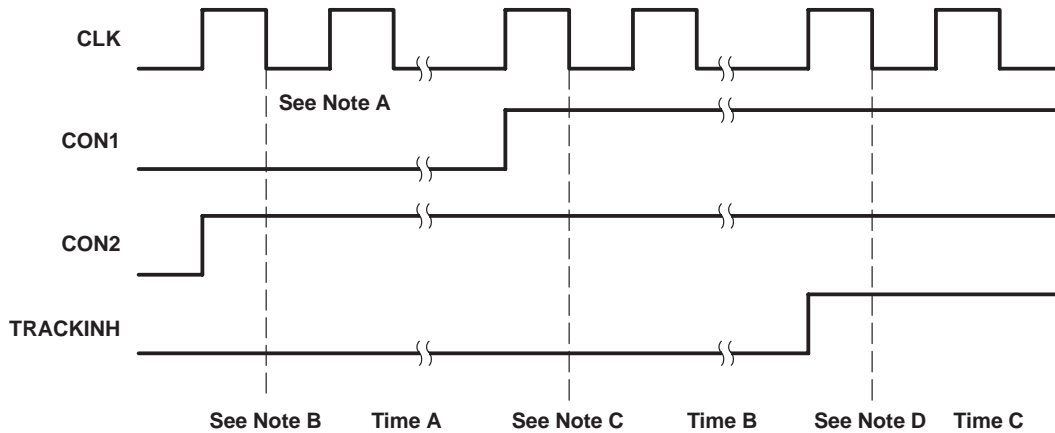 CLK
See Note A
CON1
CON2
TRACKINH
See Note B Time A See Note C Time B See Note D Time C